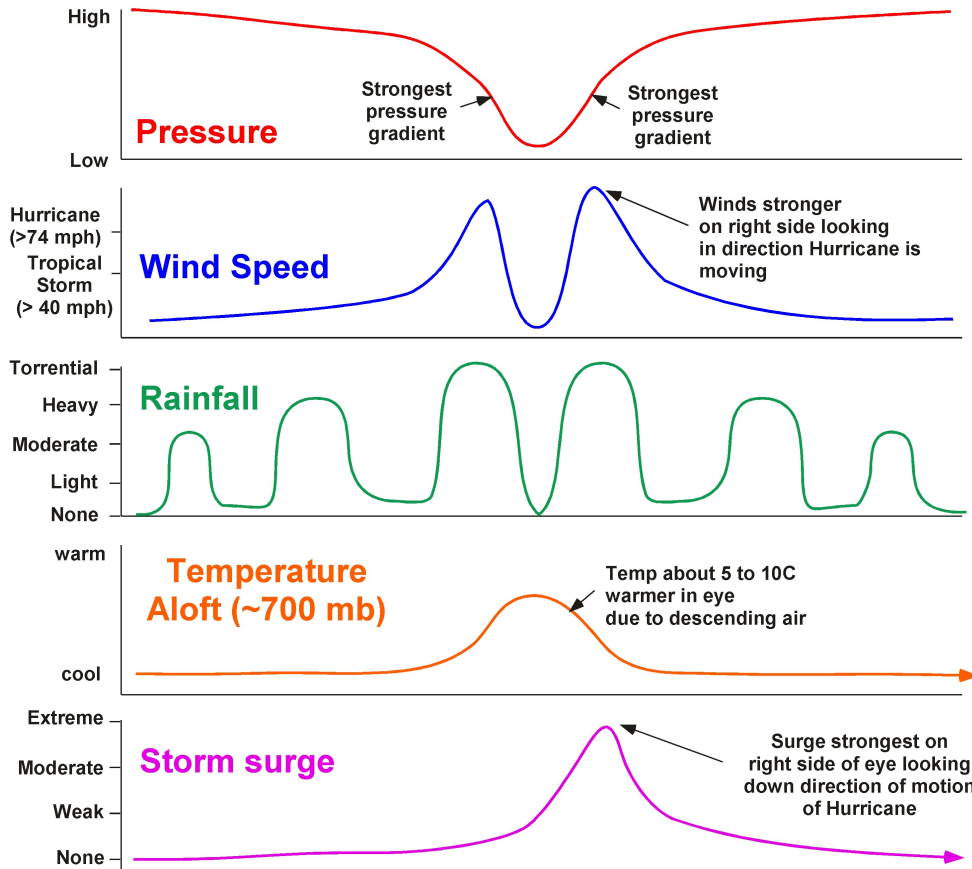 High
Strongest
pressure
gradient
Strongest
pressure
gradient
Pressure
Low
Hurricane
(>74 mph)
Tropical
Storm
(> 40 mph)
Wind Speed
Winds stronger
on right side looking
in direction Hurricane is
moving
Torrential
Heavy
Moderate
Light
None
Rainfall
warm
Temperature
Aloft (~700 mb)
Temp about 5 to 10C
warmer in eye
due to descending air
cool
Extreme
Moderate
Weak
None
Storm surge
Surge strongest on
right side of eye looking
down direction of motion
of Hurricane